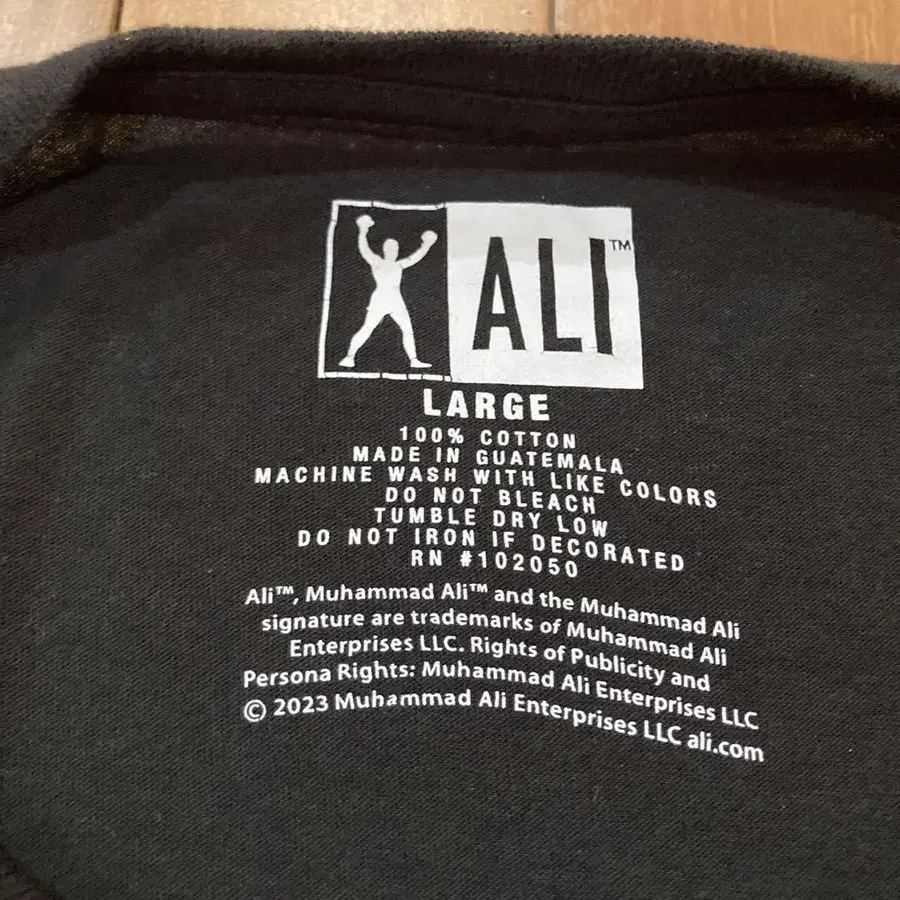 ALI™
LARGE
100% COTTON
MADE IN GUATEMALA
MACHINE WASH WITH LIKE COLORS
DO NOT BLEACH
TUMBLE DRY LOW
DO NOT IRON IF DECORATED
RN #102050
Ali™, Muhammad Ali™ and the Muhammad Ali
signature are trademarks of Muhammad Ali
Enterprises LLC. Rights of Publicity and
Persona Rights: Muhammad Ali Enterprises LLC
© 2023 Muhammad Ali Enterprises LLC ali.com